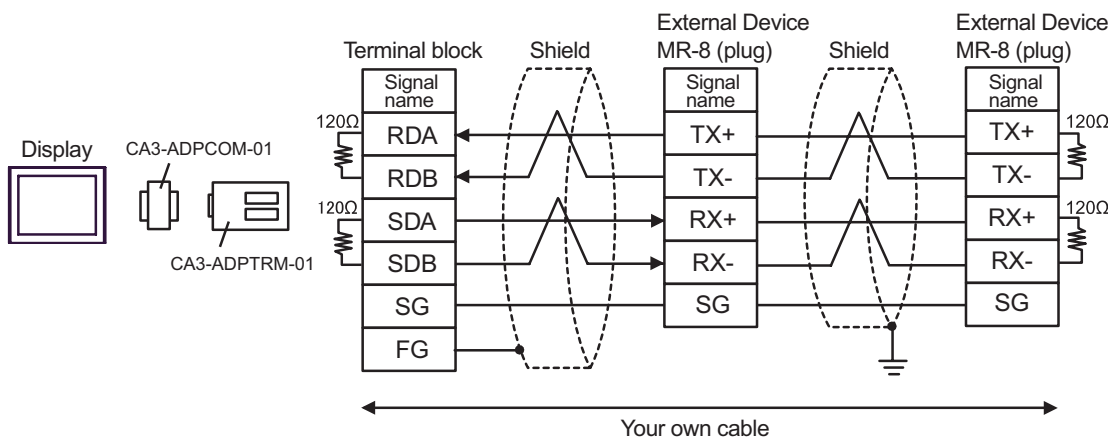 External Device
MR-8 (plug)
External Device
MR-8 (plug)
Terminal block
Shield
Shield
Signal
name
Signal
name
Signal
name
Display
CA3-ADPCOM-01
CA3-ADPTRM-01
120Ω
120Ω
RDA
RDB
SDA
SDB
SG
FG
TX+
TX-
RX+
RX-
SG
TX+
TX-
RX+
RX-
SG
120Ω
120Ω
Your own cable